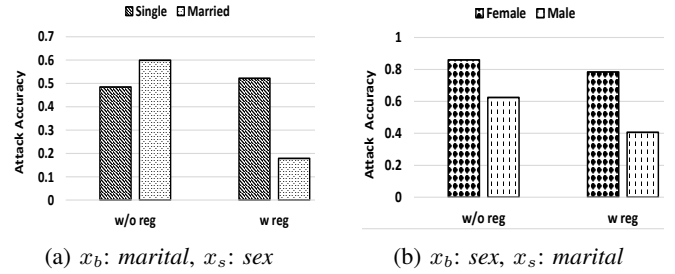 Single Married
Attack Accuracy
0.7
0.6
0.5
0.4
0.3
0.2
0.1
0
w/o reg w reg
(a) x_b: marital, x_s: sex
Female Male
Attack Accuracy
1
0.8
0.6
0.4
0.2
0
w/o reg w reg
(b) x_b: sex, x_s: marital